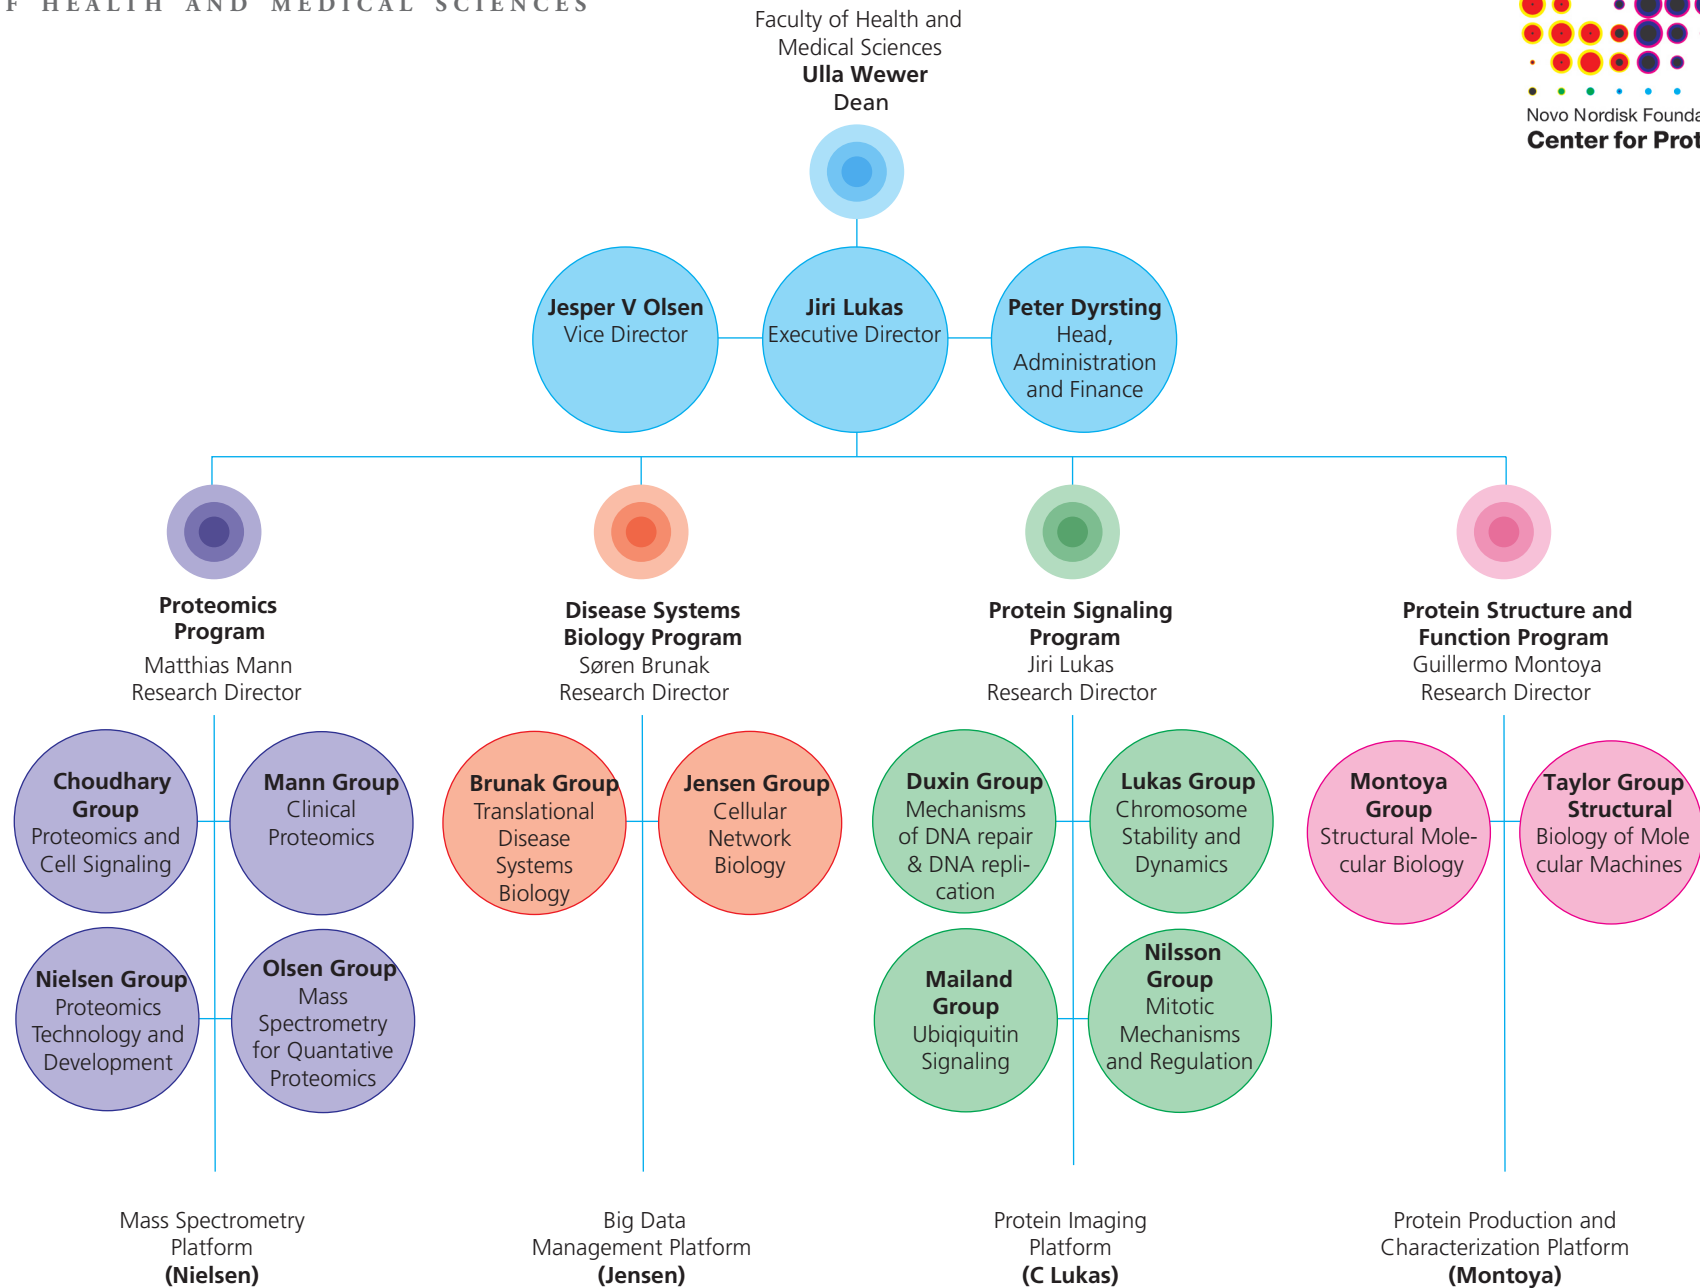 F HEALTH AND MEDICAL SCIENCES
Faculty of Health and
Medical Sciences
Ulla Wewer
Dean
Novo Nordisk Founda
Center for Prot
Jesper V Olsen
Vice Director
Jiri Lukas
Executive Director
Peter Dyrsting
Head,
Administration
and Finance
Proteomics
Program
Matthias Mann
Research Director
Disease Systems
Biology Program
Søren Brunak
Research Director
Protein Signaling
Program
Jiri Lukas
Research Director
Protein Structure and
Function Program
Guillermo Montoya
Research Director
Choudhary
Group
Proteomics and
Cell Signaling
Mann Group
Clinical
Proteomics
Brunak Group
Translational
Disease
Systems
Biology
Jensen Group
Cellular
Network
Biology
Duxin Group
Mechanisms
of DNA repair
& DNA repli-
cation
Lukas Group
Chromosome
Stability and
Dynamics
Montoya
Group
Structural Mole-
cular Biology
Taylor Group
Structural
Biology of Mole
cular Machines
Nielsen Group
Proteomics
Technology and
Development
Olsen Group
Mass
Spectrometry
for Quantative
Proteomics
Mailand
Group
Ubiqiquitin
Signaling
Nilsson
Group
Mitotic
Mechanisms
and Regulation
Mass Spectrometry
Platform
(Nielsen)
Big Data
Management Platform
(Jensen)
Protein Imaging
Platform
(C Lukas)
Protein Production and
Characterization Platform
(Montoya)